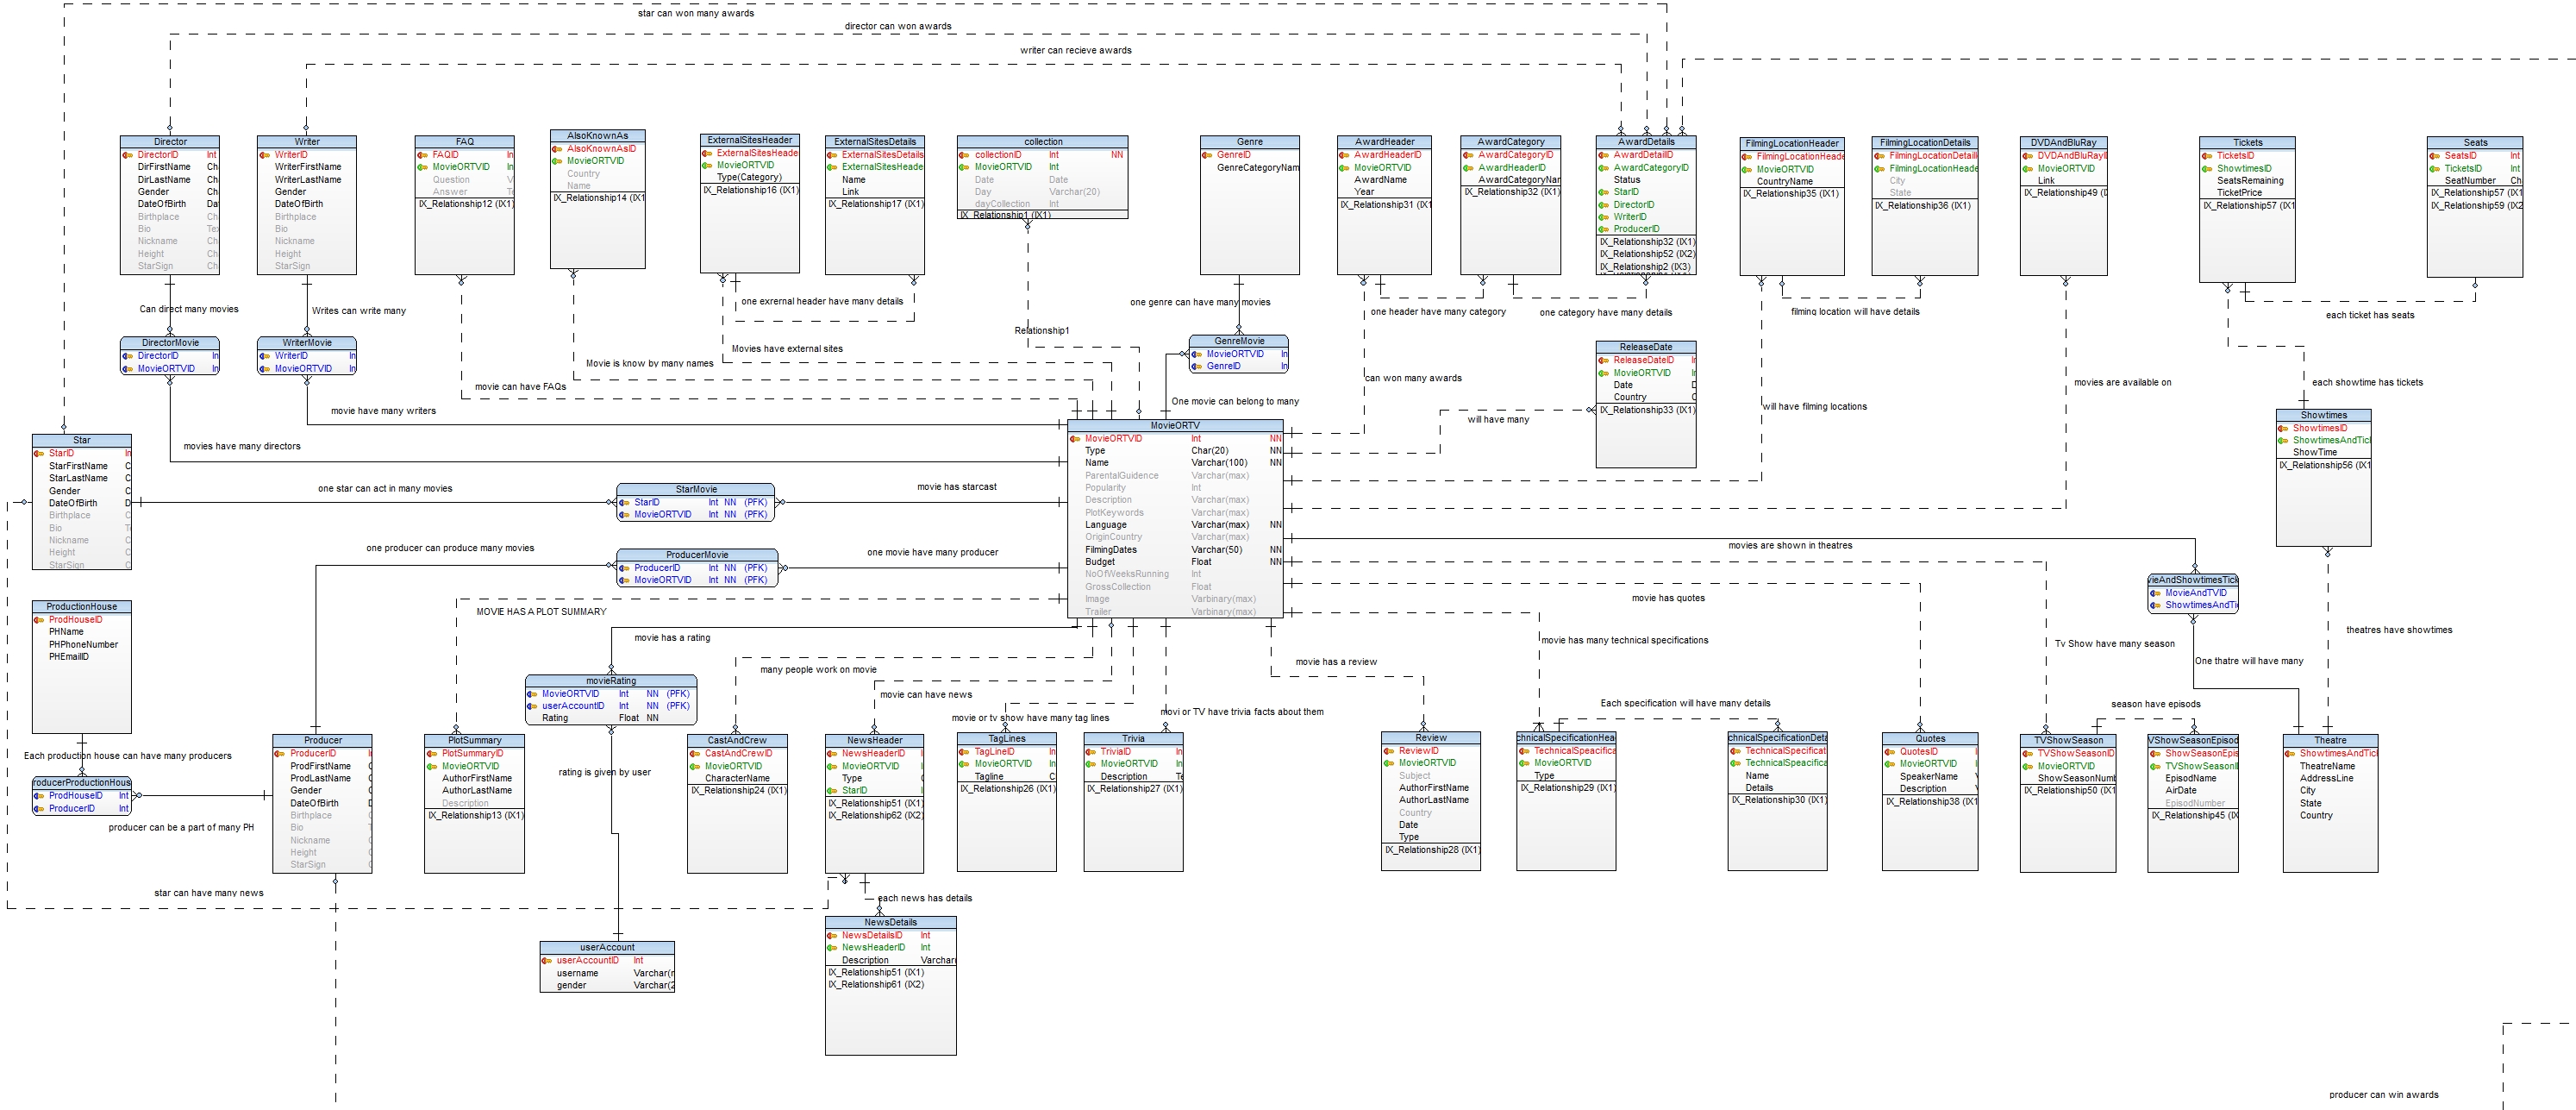 star can won many awards
director can won awards
writer can recieve awards
Director
DirectorID Int
DirFirstName Ch
DirLastName Ch
Gender Ch
DateOfBirth Dat
Birthplace Ch
Bio Tex
Nickname Ch
Height Ch
StarSign Ch
Writer
WriterID
WriterFirstName
WriterLastName
Gender
DateOfBirth
Birthplace
Bio
Nickname
Height
StarSign
FAQ
FAQID In
MovieORTVID In
Question V
Answer Te
IX_Relationship12 (IX1)
AlsoKnownAs
AlsoKnownAsID
MovieORTVID
Country
Name
IX_Relationship14 (IX1
ExternalSitesHeader
ExternalSitesHeade
MovieORTVID
Type(Category)
IX_Relationship16 (IX1)
ExternalSitesDetails
ExternalSitesDetails
ExternalSitesHeade
Name
Link
IX_Relationship17 (IX1)
collection
collectionID Int NN
MovieORTVID Int
Date Date
Day Varchar(20)
dayCollection Int
IX_Relationship1 (IX1)
Genre
GenreID
GenreCategoryNam
AwardHeader
AwardHeaderID
MovieORTVID
AwardName
Year
IX_Relationship31 (IX1
AwardCategory
AwardCategoryID
AwardHeaderID
AwardCategoryNar
IX_Relationship32 (IX1)
AwardDetails
AwardDetailID
AwardCategoryID
Status
StarID
DirectorID
WriterID
ProducerID
IX_Relationship32 (IX1)
IX_Relationship52 (IX2)
IX_Relationship2 (IX3)
FilmingLocationHeader
FilmingLocationHeade
MovieORTVID
CountryName
IX_Relationship35 (IX1)
FilmingLocationDetails
FilmingLocationDetaili
FilmingLocationHeade
City
State
IX_Relationship36 (IX1)
DVDAndBluRay
DVDAndBluRayI
MovieORTVID
Link
IX_Relationship49 (I
Tickets
TicketsID
ShowtimesID
SeatsRemaining
TicketPrice
IX_Relationship57 (IX1
Seats
SeatsID Int
TicketsID Int
SeatNumber Ch
IX_Relationship57 (IX1
IX_Relationship59 (IX2
Can direct many movies
Writes can write many
one exrernal header have many details
one genre can have many movies
one header have many category
one category have many details
filming location will have details
each ticket has seats
Relationship1
DirectorMovie
DirectorID In
MovieORTVID In
WriterMovie
WriterID In
MovieORTVID In
GenreMovie
MovieORTVID In
GenreID In
ReleaseDate
ReleaseDateID In
MovieORTVID In
Date D
Country C
IX_Relationship33 (IX1)
Movies have external sites
Movie is know by many names
movie can have FAQs
One movie can belong to many
can won many awards
will have many
will have filming locations
movies are available on
each showtime has tickets
movie have many writers
movies have many directors
Star
StarID In
StarFirstName C
StarLastName C
Gender C
DateOfBirth D
Birthplace C
Bio T
Nickname C
Height C
StarSign C
MovieORTV
MovieORTVID Int NN
Type Char(20) NN
Name Varchar(100) NN
ParentalGuidence Varchar(max)
Popularity Int
Description Varchar(max)
PlotKeywords Varchar(max)
Language Varchar(max) NN
OriginCountry Varchar(max)
FilmingDates Varchar(50) NN
Budget Float NN
NoOfWeeksRunning Int
GrossCollection Float
Image Varbinary(max)
Trailer Varbinary(max)
Showtimes
ShowtimesID
ShowtimesAndTicl
ShowTime
IX_Relationship56 (IX1
one star can act in many movies
StarMovie
StarID Int NN (PFK)
MovieORTVID Int NN (PFK)
movie has starcast
one producer can produce many movies
ProducerMovie
ProducerID Int NN (PFK)
MovieORTVID Int NN (PFK)
one movie have many producer
movies are shown in theatres
vieAndShowtimesTick
MovieAndTVID
ShowtimesAndTi
ProductionHouse
ProdHouseID
PHName
PHPhoneNumber
PHEmailID
MOVIE HAS A PLOT SUMMARY
movie has a rating
many people work on movie
movie can have news
movie or tv show have many tag lines
movi or TV have trivia facts about them
movie has a review
movie has many technical specifications
movie has quotes
Tv Show have many season
theatres have showtimes
One thatre will have many
Each specification will have many details
season have episods
movieRating
MovieORTVID Int NN (PFK)
userAccountID Int NN (PFK)
Rating Float NN
Each production house can have many producers
roducerProductionHous
ProdHouseID Int
ProducerID Int
producer can be a part of many PH
Producer
ProducerID I
ProdFirstName C
ProdLastName C
Gender C
DateOfBirth D
Birthplace C
Bio T
Nickname C
Height C
StarSign C
PlotSummary
PlotSummaryID
MovieORTVID
AuthorFirstName
AuthorLastName
Description
IX_Relationship13 (IX1)
rating is given by user
CastAndCrew
CastAndCrewID
MovieORTVID
CharacterName
IX_Relationship24 (IX1)
NewsHeader
NewsHeaderID I
MovieORTVID I
Type C
StarID I
IX_Relationship51 (IX1)
IX_Relationship62 (IX2)
TagLines
TagLineID In
MovieORTVID In
Tagline C
IX_Relationship26 (IX1)
Trivia
TriviaID In
MovieORTVID In
Description Te
IX_Relationship27 (IX1)
Review
ReviewID
MovieORTVID
Subject
AuthorFirstName
AuthorLastName
Country
Date
Type
IX_Relationship28 (IX1)
chnicalSpecificationHea
TechnicalSpeacifica
MovieORTVID
Type
IX_Relationship29 (IX1)
chnicalSpecificationDeta
TechnicalSpecificat
TechnicalSpeacifica
Name
Details
IX_Relationship30 (IX1)
Quotes
QuotesID I
MovieORTVID I
SpeakerName V
Description V
IX_Relationship38 (IX1
TVShowSeason
TVShowSeasonID
MovieORTVID
ShowSeasonNumb
IX_Relationship50 (IX1
VShowSeasonEpisod
ShowSeasonEpis
TVShowSeasonI
EpisodName
AirDate
EpisodNumber
IX_Relationship45 (IX
Theatre
ShowtimesAndTicl
TheatreName
AddressLine
City
State
Country
star can have many news
each news has details
NewsDetails
NewsDetailsID Int
NewsHeaderID Int
Description Varchar
IX_Relationship51 (IX1)
IX_Relationship61 (IX2)
userAccount
userAccountID Int
username Varchar(r
gender Varchar(2
producer can win awards